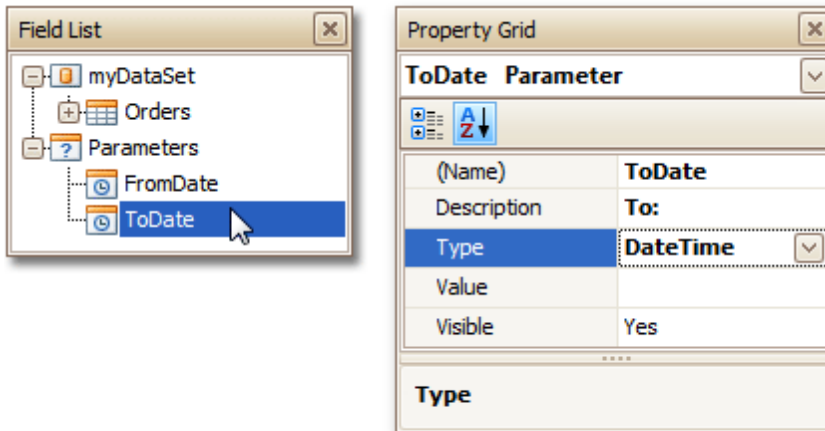 Field List
myDataSet
Orders
Parameters
FromDate
ToDate
Property Grid
ToDate Parameter
(Name) ToDate
Description To:
Type DateTime
Value
Visible Yes
Type